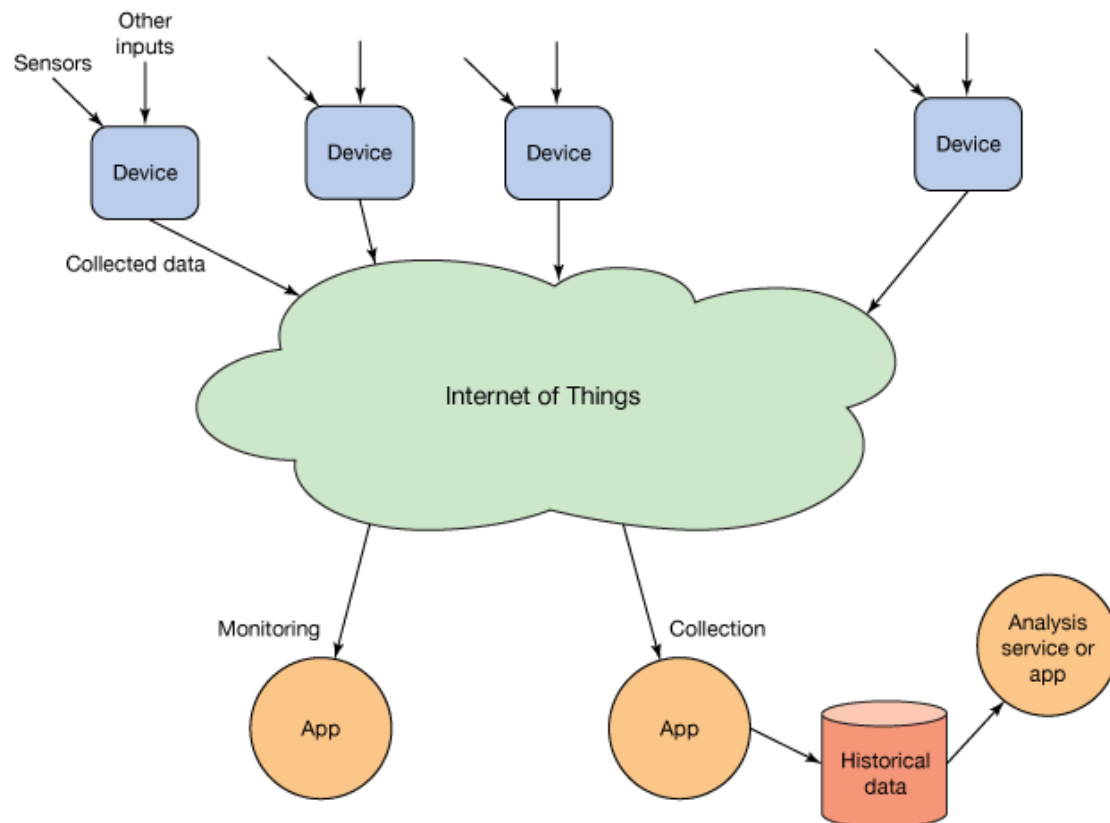 Other
inputs
Sensors
Device
Device
Device
Device
Collected data
Internet of Things
Monitoring
Collection
Analysis
service or
app
App
App
Historical
data